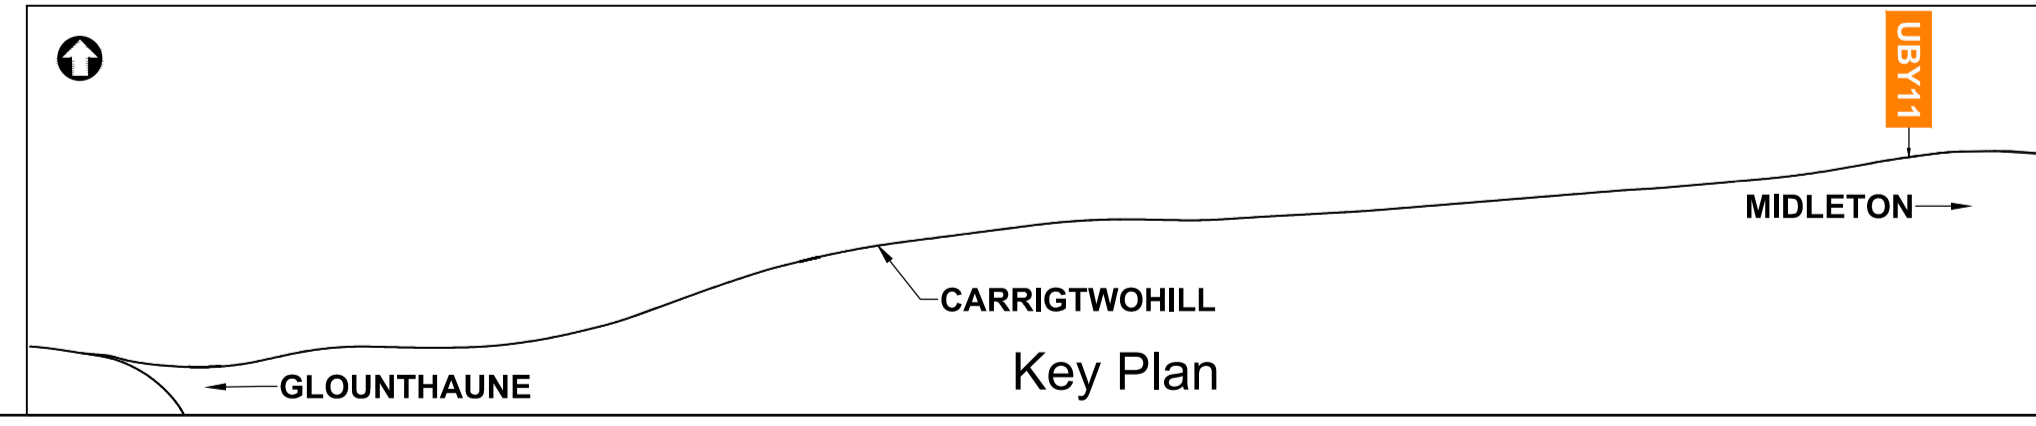 UBY11
MIDLETON
CARRIGTWOHILL
Key Plan
GLOUNTHAUNE